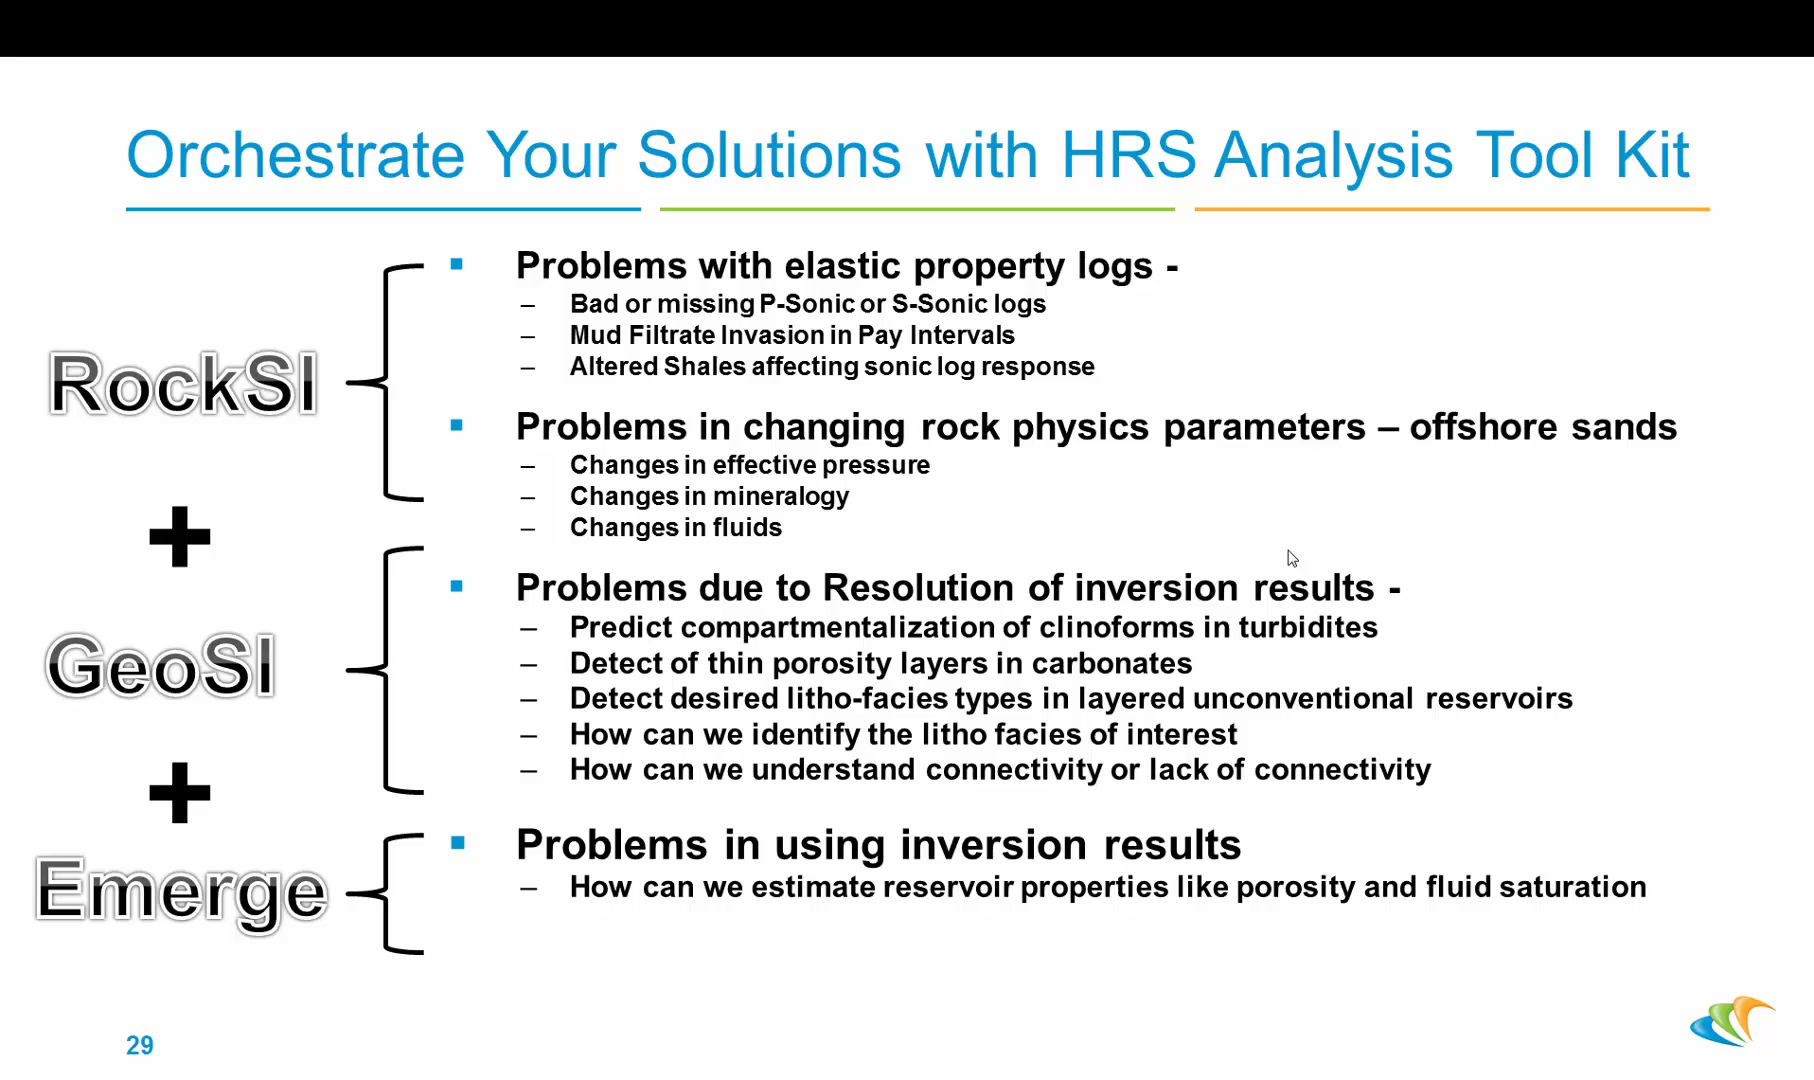 Orchestrate Your Solutions with HRS Analysis Tool Kit
RockSI
▪ Problems with elastic property logs -
– Bad or missing P-Sonic or S-Sonic logs
– Mud Filtrate Invasion in Pay Intervals
– Altered Shales affecting sonic log response
▪ Problems in changing rock physics parameters – offshore sands
– Changes in effective pressure
– Changes in mineralogy
– Changes in fluids
+
GeoSI
▪ Problems due to Resolution of inversion results -
– Predict compartmentalization of clinoforms in turbidites
– Detect of thin porosity layers in carbonates
– Detect desired litho-facies types in layered unconventional reservoirs
– How can we identify the litho facies of interest
– How can we understand connectivity or lack of connectivity
+
Emerge
▪ Problems in using inversion results
– How can we estimate reservoir properties like porosity and fluid saturation
29